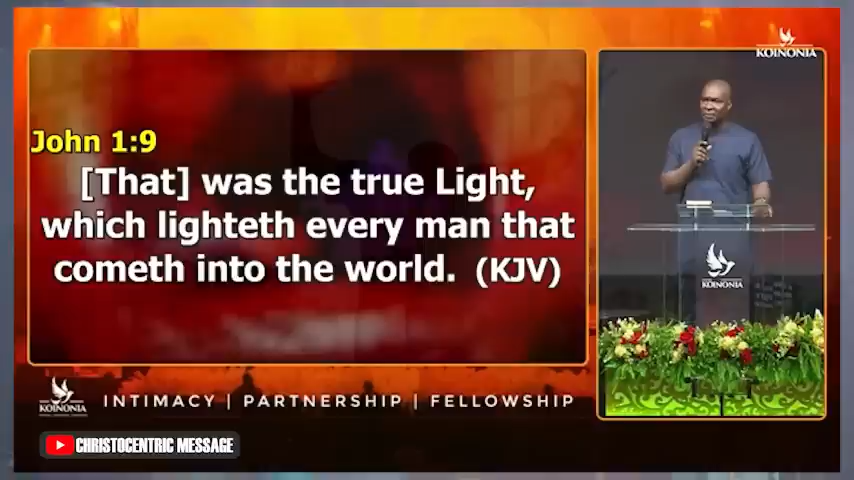 KOINONIA
John 1:9
[That] was the true Light,
which lighteth every man that
cometh into the world. (KJV)
KOINONIA
KOINONIA
INTIMACY | PARTNERSHIP | FELLOWSHIP
CHRISTOCENTRIC MESSAGE